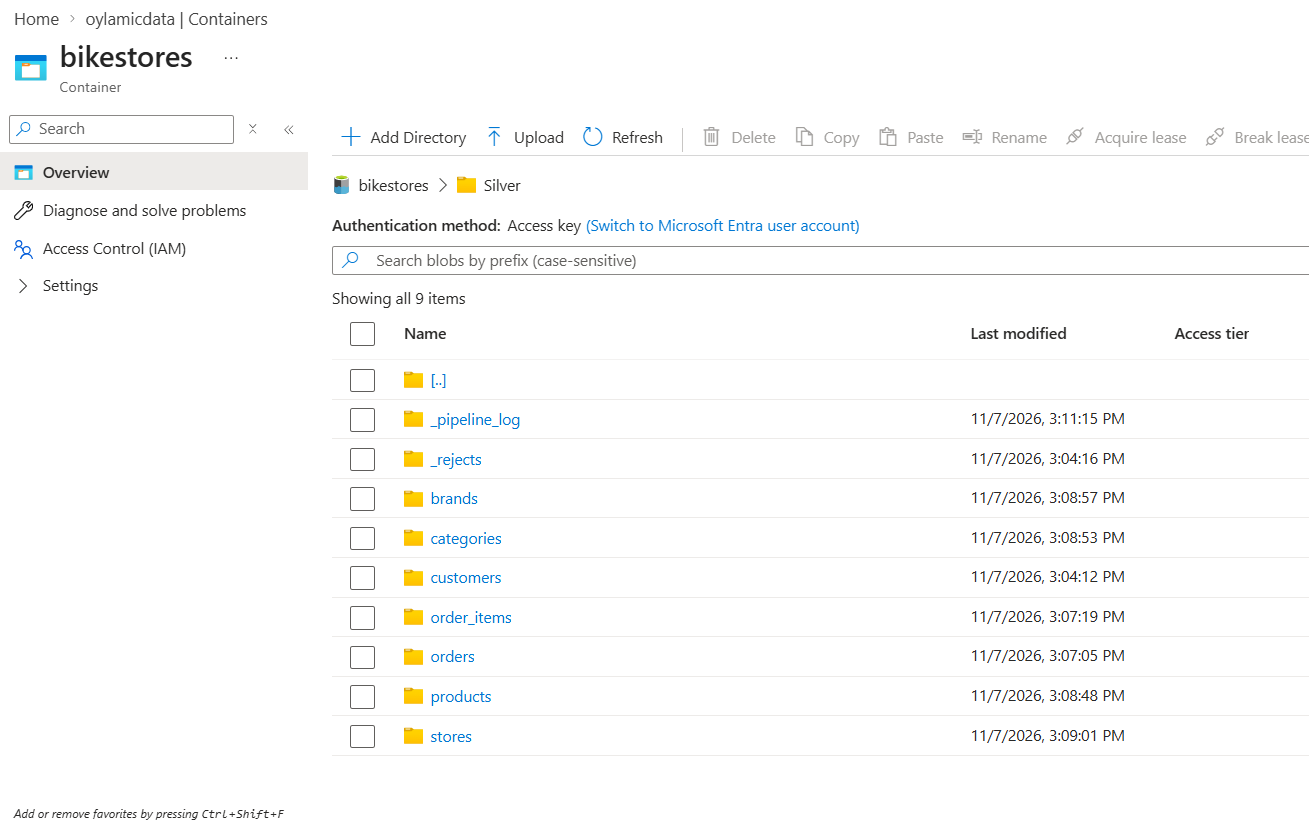 Home > oylamicdata | Containers
bikestores ...
Container
Search
Overview
Diagnose and solve problems
Access Control (IAM)
Settings
Add Directory Upload Refresh Delete Copy Paste Rename Acquire lease Break lease
bikestores > Silver
Authentication method: Access key (Switch to Microsoft Entra user account)
Search blobs by prefix (case-sensitive)
Showing all 9 items
Name Last modified Access tier
[..]
_pipeline_log 11/7/2026, 3:11:15 PM
_rejects 11/7/2026, 3:04:16 PM
brands 11/7/2026, 3:08:57 PM
categories 11/7/2026, 3:08:53 PM
customers 11/7/2026, 3:04:12 PM
order_items 11/7/2026, 3:07:19 PM
orders 11/7/2026, 3:07:05 PM
products 11/7/2026, 3:08:48 PM
stores 11/7/2026, 3:09:01 PM
Add or remove favorites by pressing Ctrl+Shift+F